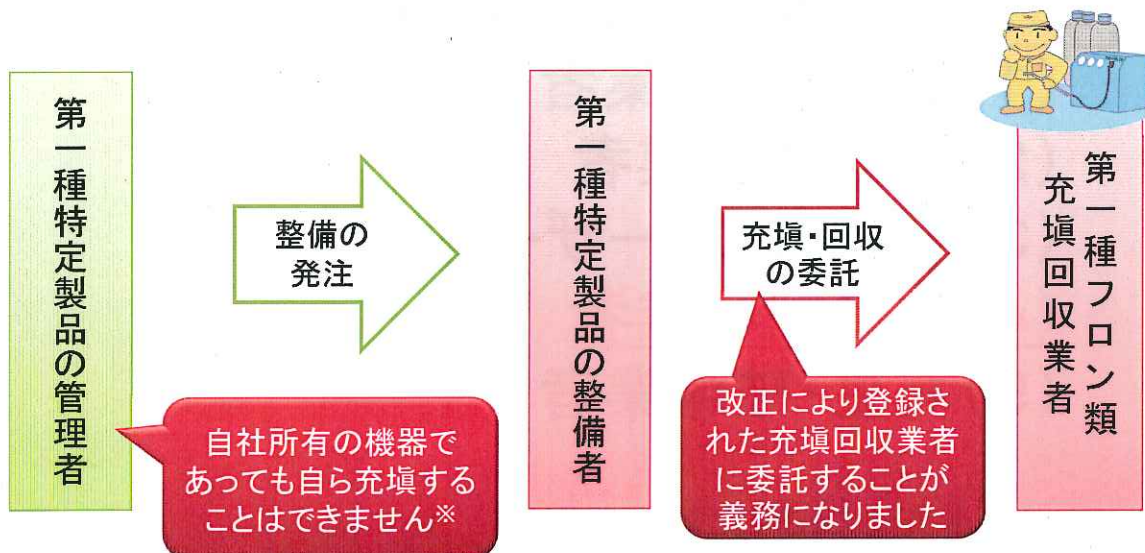 第一種特定製品の管理者
整備の
発注
自社所有の機器で
あっても自ら充塡する
ことはできません※
第一種特定製品の整備者
充塡・回収
の委託
改正により登録さ
れた充塡回収業者
に委託することが
義務になりました
第一種フロン類
充塡回収業者